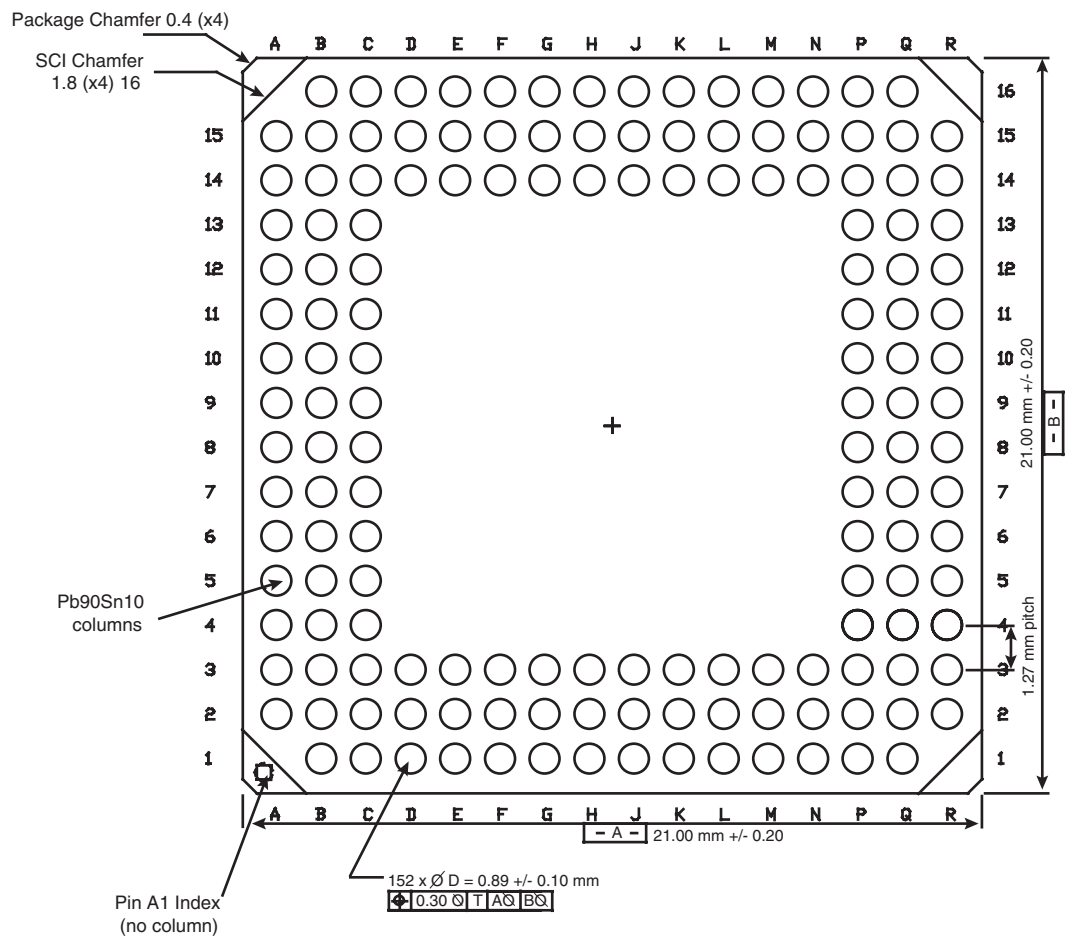 Package Chamfer 0.4 (x4)
A B C D E F G H J K L M N P Q R
SCI Chamfer
1.8 (x4) 16
16
15 15
14 14
13 13
12 12
11 11
10 10
9 9
8 8
7 7
6 6
5 5
4 4
3 3
2 2
1 1
21.00 mm +/- 0.20
- B -
1.27 mm pitch
Pb90Sn10
columns
A B C D E F G H J K L M N P Q R
- A - 21.00 mm +/- 0.20
152 x Ø D = 0.89 +/- 0.10 mm
⌖ 0.30 Ⓢ T AⓈ BⓈ
Pin A1 Index
(no column)